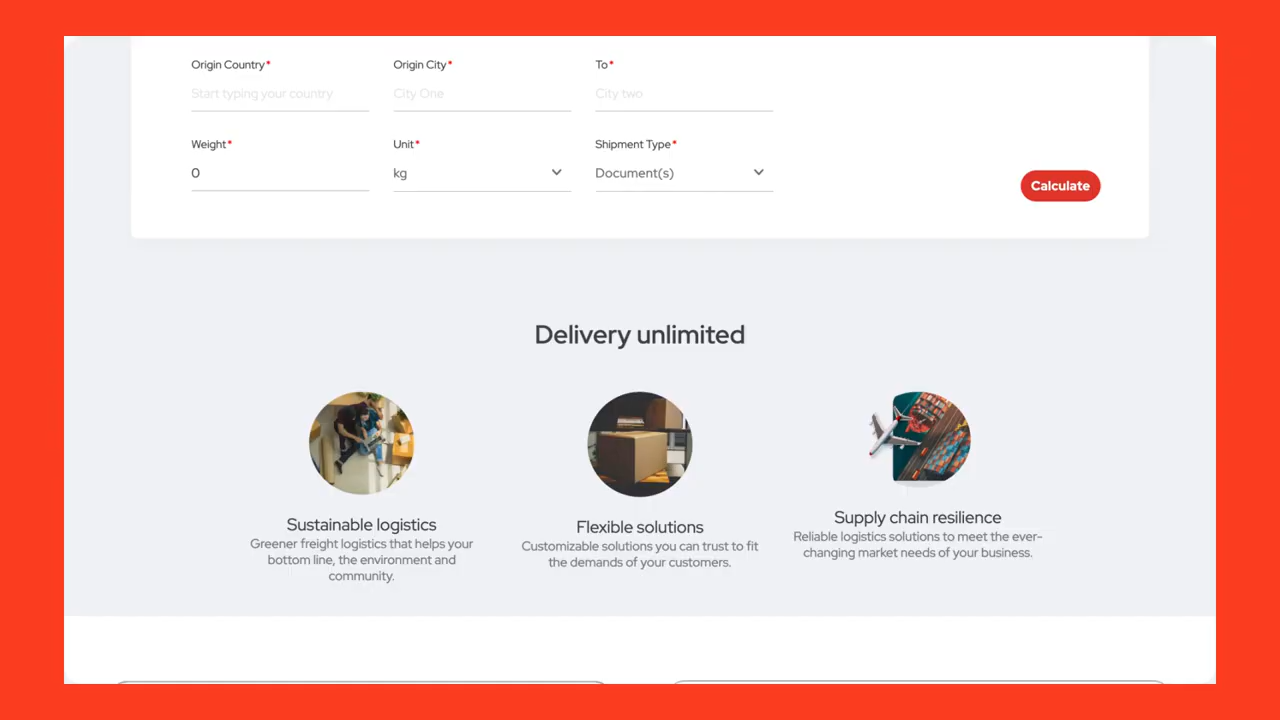 Origin Country*
Origin City*
To*
Start typing your country
City One
City two
Weight*
Unit*
Shipment Type*
0
kg
Document(s)
Calculate
Delivery unlimited
Sustainable logistics
Greener freight logistics that helps your
bottom line, the environment and
community.
Flexible solutions
Customizable solutions you can trust to fit
the demands of your customers.
Supply chain resilience
Reliable logistics solutions to meet the ever-
changing market needs of your business.